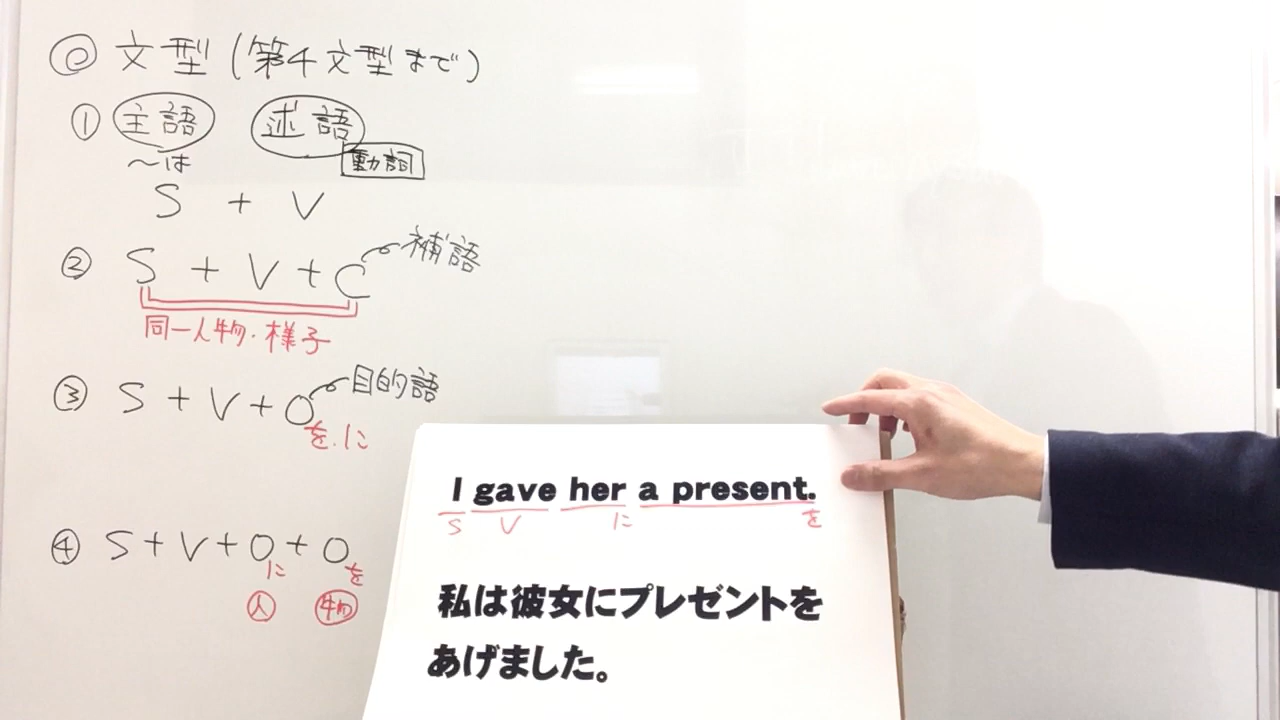 ◎ 文型 (第4文型まで)
① 主語 述語
〜は 動詞
S + V
② S + V + C 補語
同一人物・様子
③ S + V + O 目的語
を.に
④ S + V + O + O
に を
人 物
I gave her a present.
S V に を
私は彼女にプレゼントを
あげました。